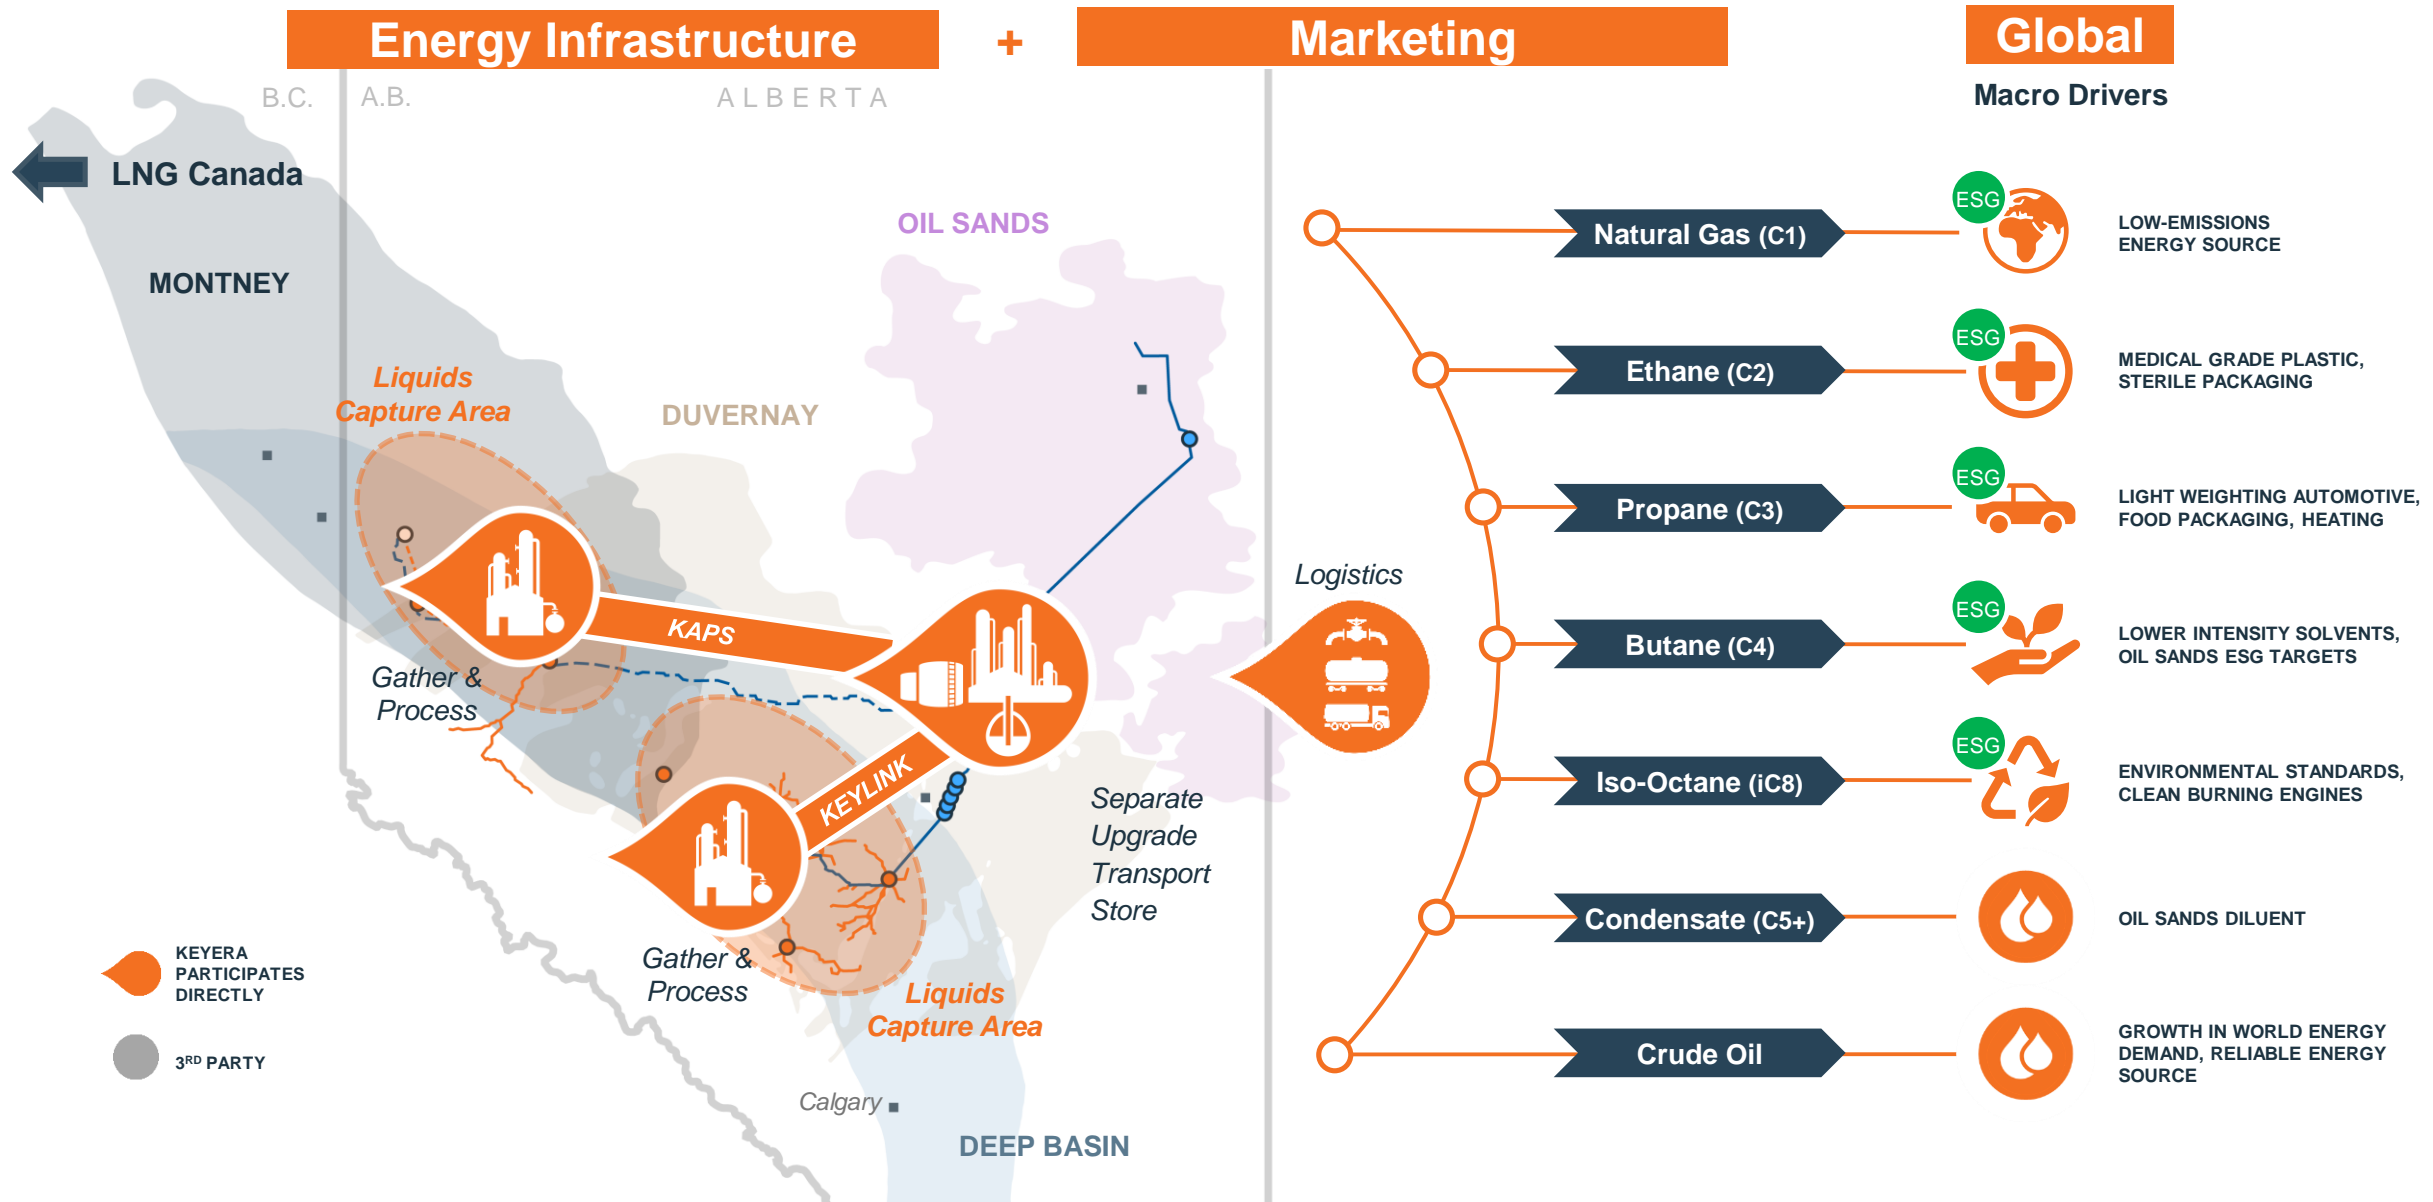 Energy Infrastructure
+
Marketing
Global
Macro Drivers
B.C.
A.B.
ALBERTA
LNG Canada
MONTNEY
OIL SANDS
Liquids
Capture Area
DUVERNAY
KAPS
Gather &
Process
KEYLINK
Gather &
Process
Liquids
Capture Area
Separate
Upgrade
Transport
Store
Calgary
DEEP BASIN
KEYERA
PARTICIPATES
DIRECTLY
3RD PARTY
Logistics
Natural Gas (C1)
ESG
LOW-EMISSIONS
ENERGY SOURCE
Ethane (C2)
ESG
MEDICAL GRADE PLASTIC,
STERILE PACKAGING
Propane (C3)
ESG
LIGHT WEIGHTING AUTOMOTIVE,
FOOD PACKAGING, HEATING
Butane (C4)
ESG
LOWER INTENSITY SOLVENTS,
OIL SANDS ESG TARGETS
Iso-Octane (iC8)
ESG
ENVIRONMENTAL STANDARDS,
CLEAN BURNING ENGINES
Condensate (C5+)
OIL SANDS DILUENT
Crude Oil
GROWTH IN WORLD ENERGY
DEMAND, RELIABLE ENERGY
SOURCE